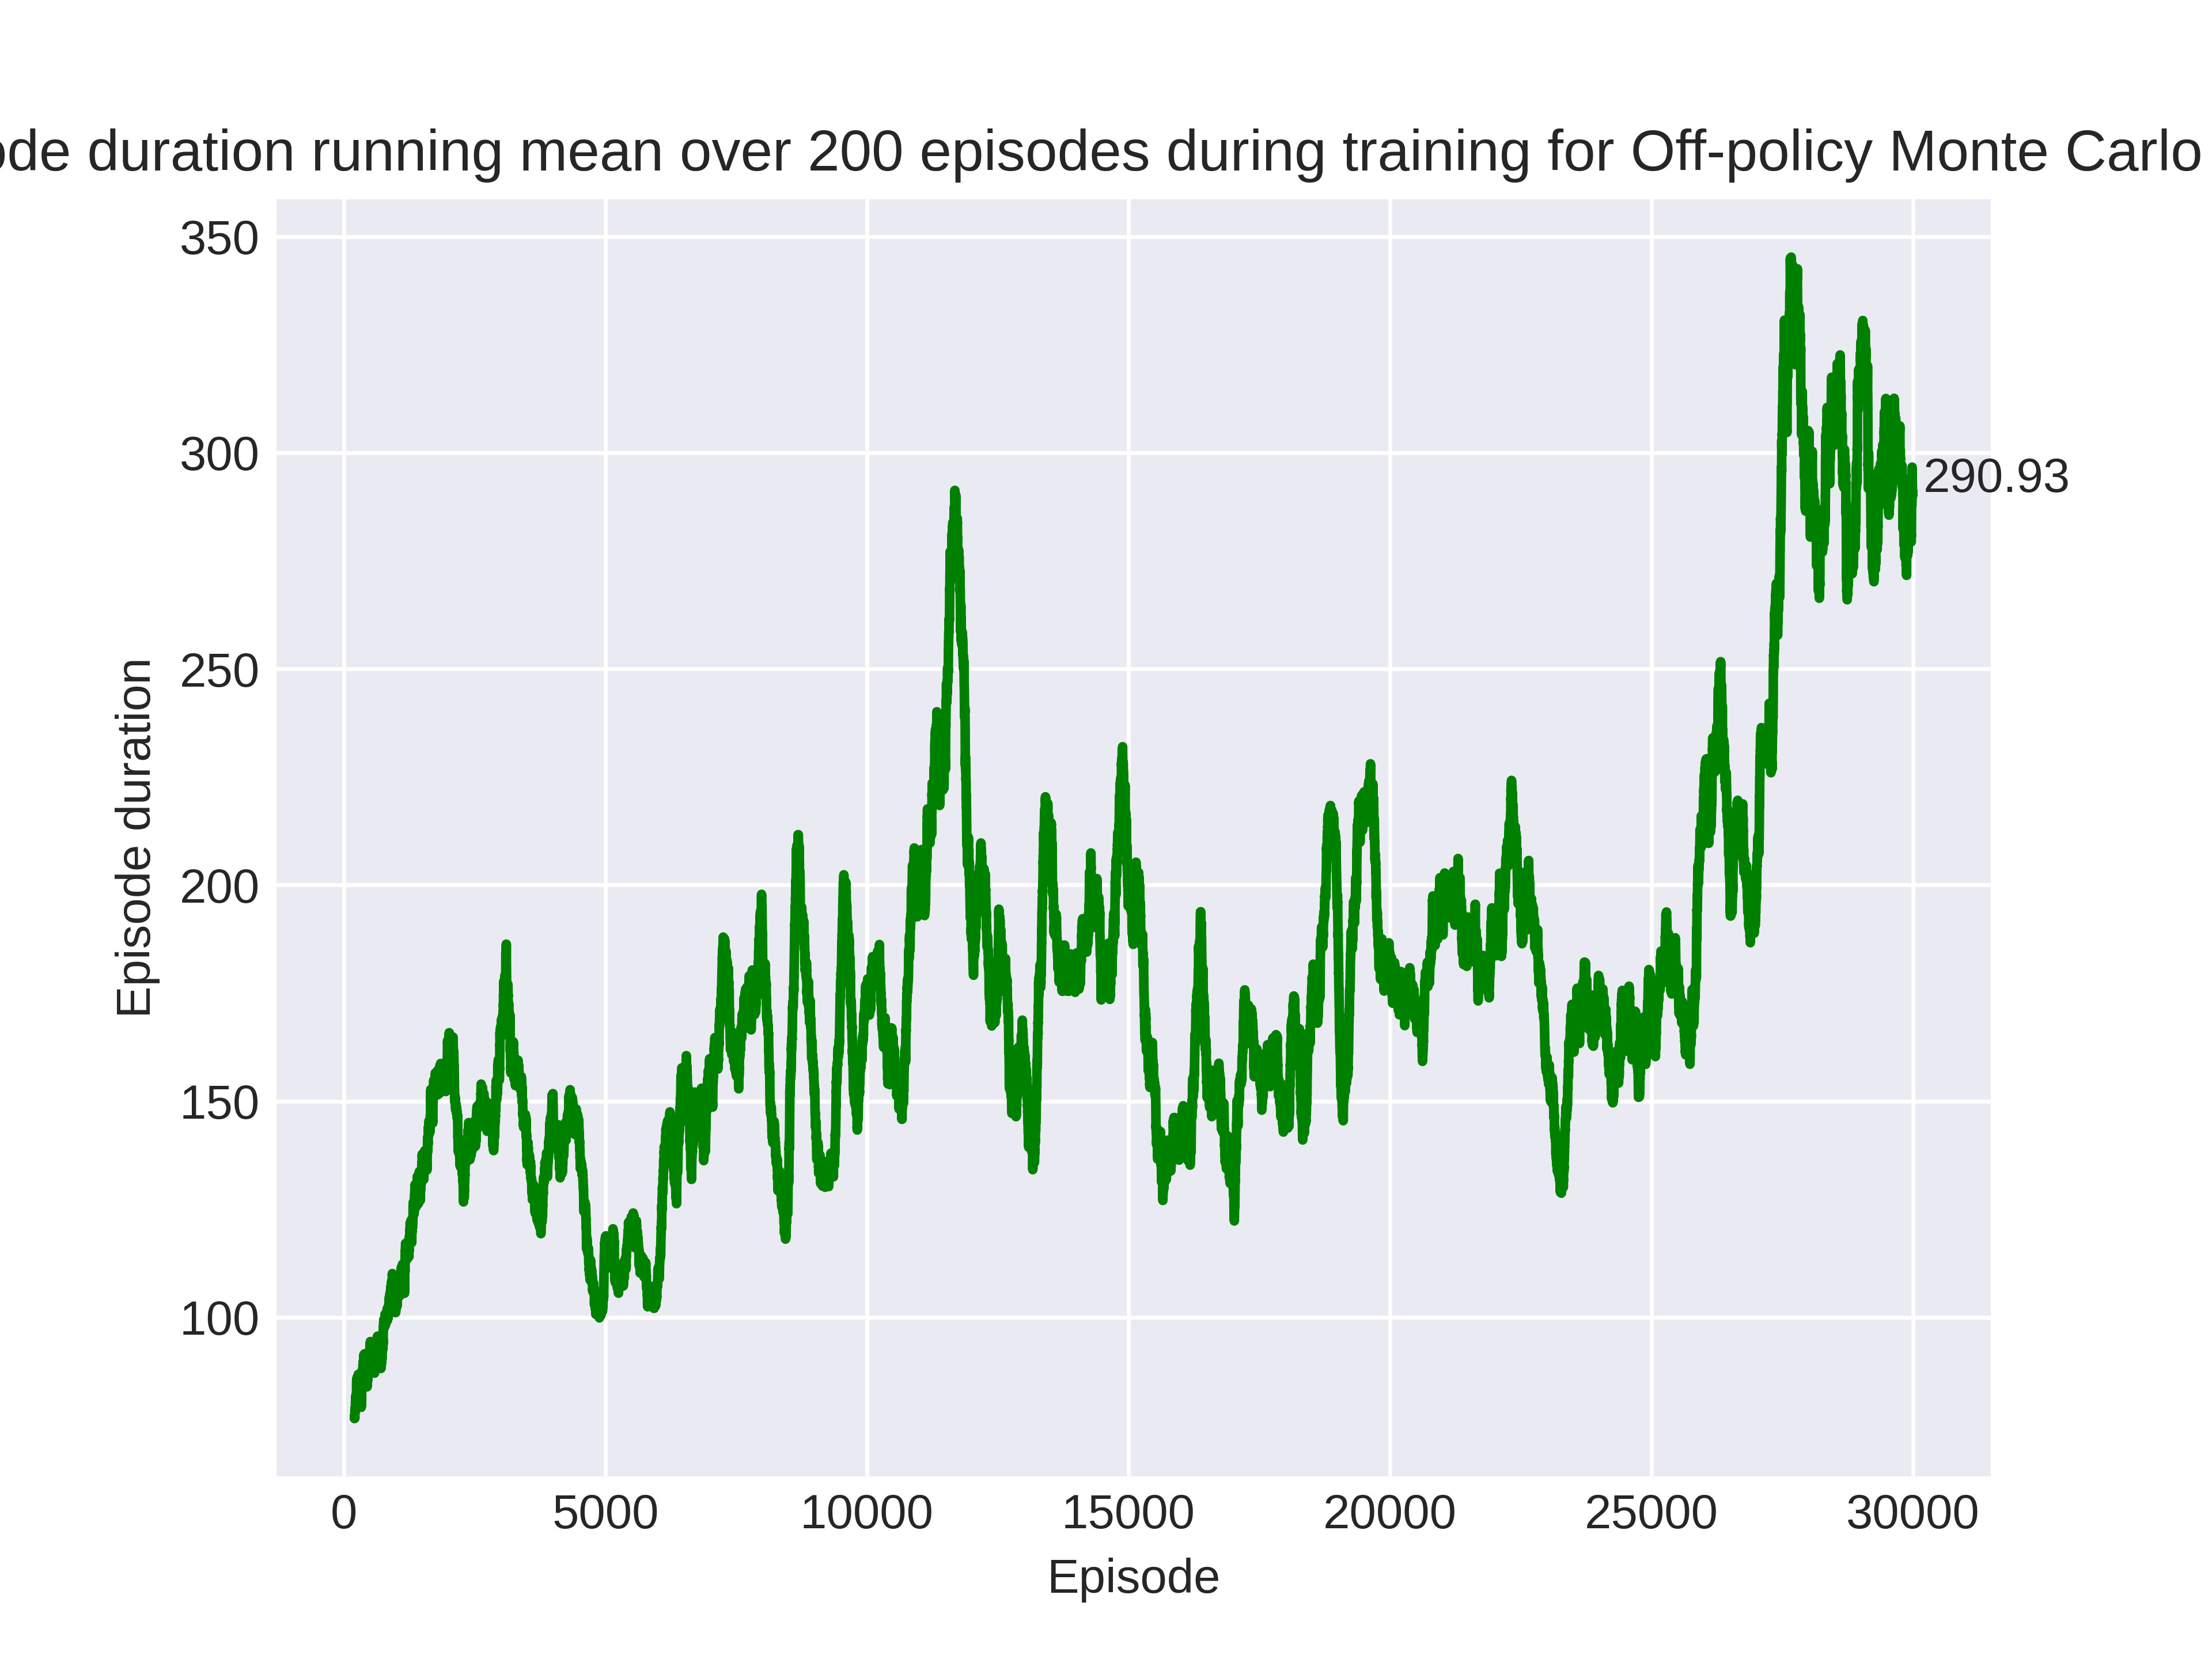 duration running mean over 200 episodes during training for Off-policy Monte Carlo
350
300
290.93
250
200
150
100
Episode duration
0 5000 10000 15000 20000 25000 30000
Episode